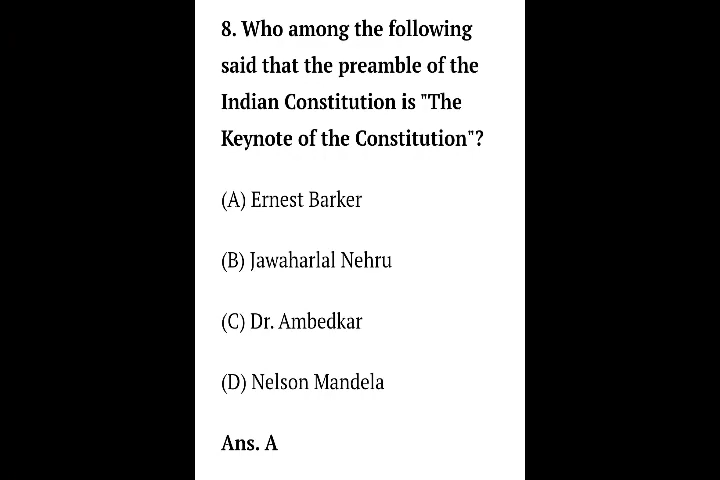 8. Who among the following
said that the preamble of the
Indian Constitution is "The
Keynote of the Constitution"?
(A) Ernest Barker
(B) Jawaharlal Nehru
(C) Dr. Ambedkar
(D) Nelson Mandela
Ans. A